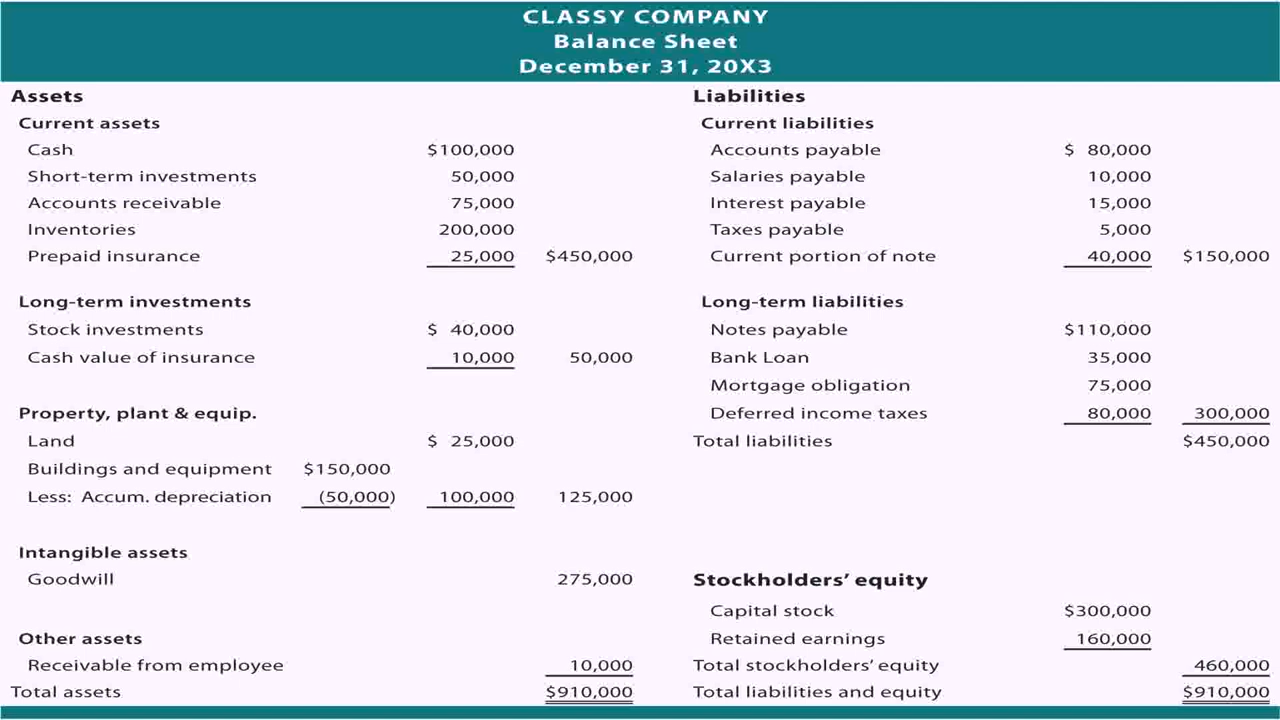 CLASSY COMPANY
Balance Sheet
December 31, 20X3
Assets
Current assets
Cash $100,000
Short-term investments 50,000
Accounts receivable 75,000
Inventories 200,000
Prepaid insurance 25,000 $450,000
Long-term investments
Stock investments $ 40,000
Cash value of insurance 10,000 50,000
Property, plant & equip.
Land $ 25,000
Buildings and equipment $150,000
Less: Accum. depreciation (50,000) 100,000 125,000
Intangible assets
Goodwill 275,000
Other assets
Receivable from employee 10,000
Total assets $910,000
Liabilities
Current liabilities
Accounts payable $ 80,000
Salaries payable 10,000
Interest payable 15,000
Taxes payable 5,000
Current portion of note 40,000 $150,000
Long-term liabilities
Notes payable $110,000
Bank Loan 35,000
Mortgage obligation 75,000
Deferred income taxes 80,000 300,000
Total liabilities $450,000
Stockholders’ equity
Capital stock $300,000
Retained earnings 160,000
Total stockholders’ equity 460,000
Total liabilities and equity $910,000